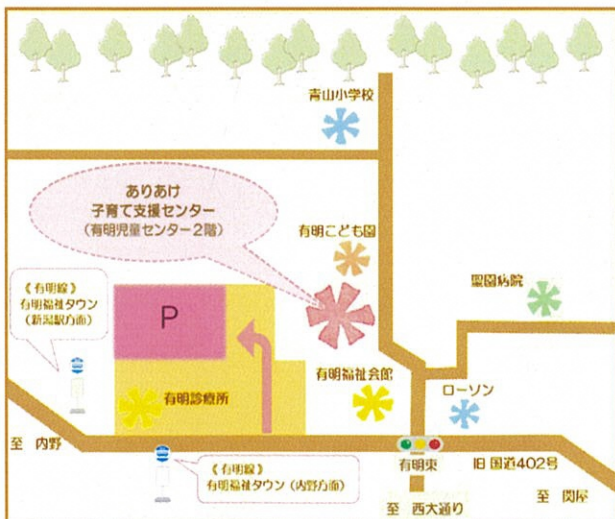 青山小学校
ありあけ
子育て支援センター
(有明児童センター2階)
有明こども園
聖園病院
《有明線》
有明福祉タウン
(新潟駅方面)
P
有明診療所
有明福祉会館
ローソン
至 内野
有明東
旧 国道402号
《有明線》
有明福祉タウン(内野方面)
至 西大通り
至 関屋